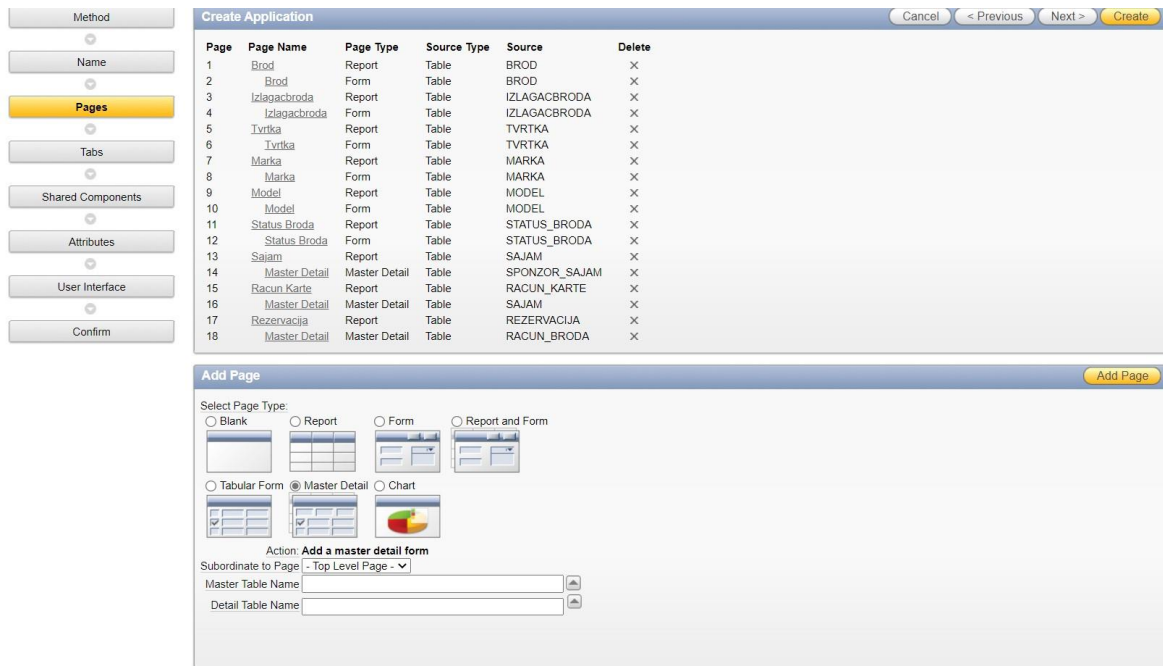 Method
Name
Pages
Tabs
Shared Components
Attributes
User Interface
Confirm
Create Application
Cancel < Previous Next > Create
Page Page Name Page Type Source Type Source Delete
1 Brod Report Table BROD
2 Brod Form Table BROD
3 Izlagacbroda Report Table IZLAGACBRODA
4 Izlagacbroda Form Table IZLAGACBRODA
5 Tvrtka Report Table TVRTKA
6 Tvrtka Form Table TVRTKA
7 Marka Report Table MARKA
8 Marka Form Table MARKA
9 Model Report Table MODEL
10 Model Form Table MODEL
11 Status Broda Report Table STATUS_BRODA
12 Status Broda Form Table STATUS_BRODA
13 Sajam Report Table SAJAM
14 Master Detail Master Detail Table SPONZOR_SAJAM
15 Racun Karte Report Table RACUN_KARTE
16 Master Detail Master Detail Table SAJAM
17 Rezervacija Report Table REZERVACIJA
18 Master Detail Master Detail Table RACUN_BRODA
Add Page Add Page
Select Page Type:
Blank Report Form Report and Form
Tabular Form Master Detail Chart
Action: Add a master detail form
Subordinate to Page - Top Level Page -
Master Table Name
Detail Table Name